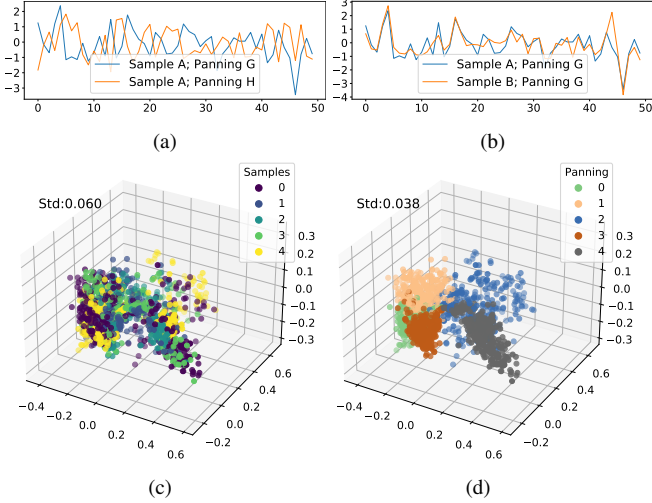 2
1
0
−1
−2
−3
Sample A; Panning G
Sample A; Panning H
0 10 20 30 40 50
(a)
3
2
1
0
−1
−2
−3
−4
Sample A; Panning G
Sample B; Panning G
0 10 20 30 40 50
(b)
Std:0.060
Samples
0
1
2
3
4
0.3
0.2
0.1
0.0
−0.1
−0.2
−0.3
−0.4 −0.2 0.0 0.2 0.4 0.6
−0.2 0.0 0.2 0.4 0.6
(c)
Std:0.038
Panning
0
1
2
3
4
0.3
0.2
0.1
0.0
−0.1
−0.2
−0.3
−0.4 −0.2 0.0 0.2 0.4 0.6
−0.2 0.0 0.2 0.4 0.6
(d)